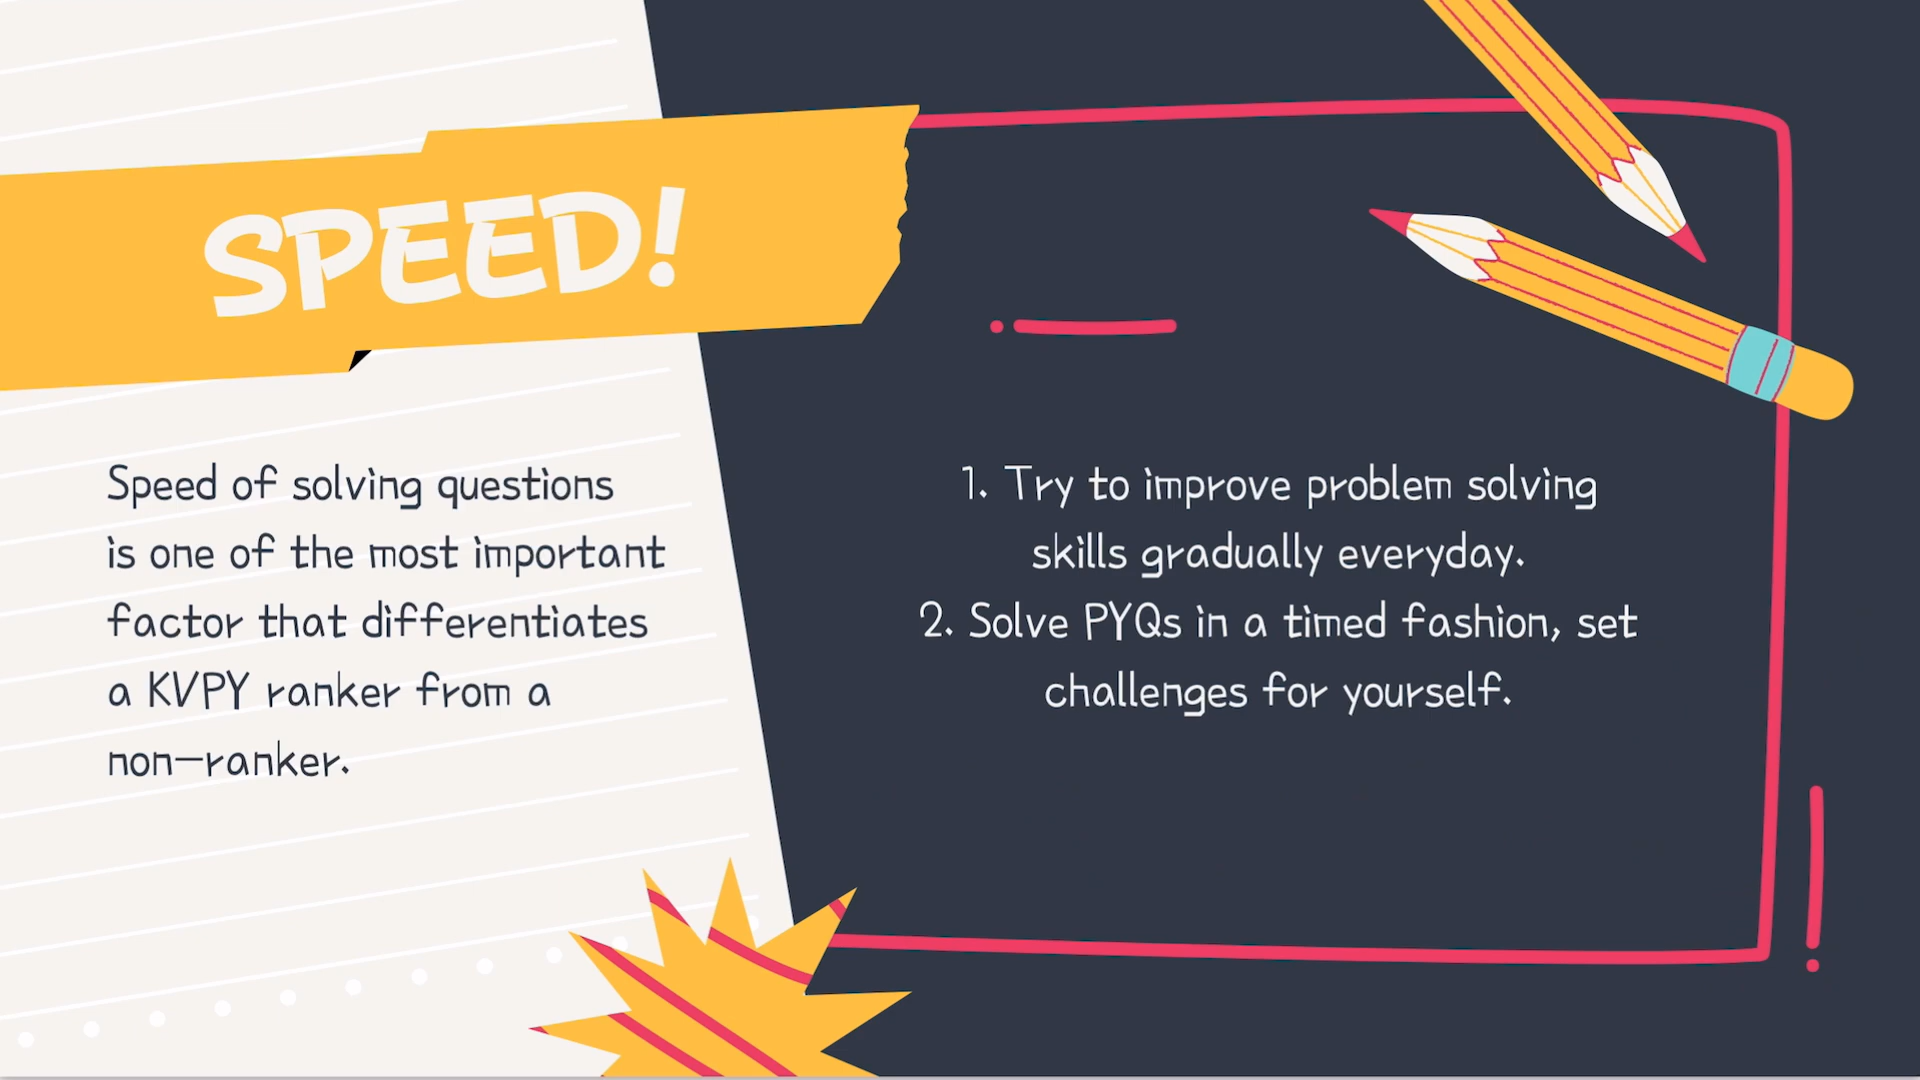 SPEED!
Speed of solving questions
is one of the most important
factor that differentiates
a KVPY ranker from a
non-ranker.
1. Try to improve problem solving
skills gradually everyday.
2. Solve PYQs in a timed fashion, set
challenges for yourself.